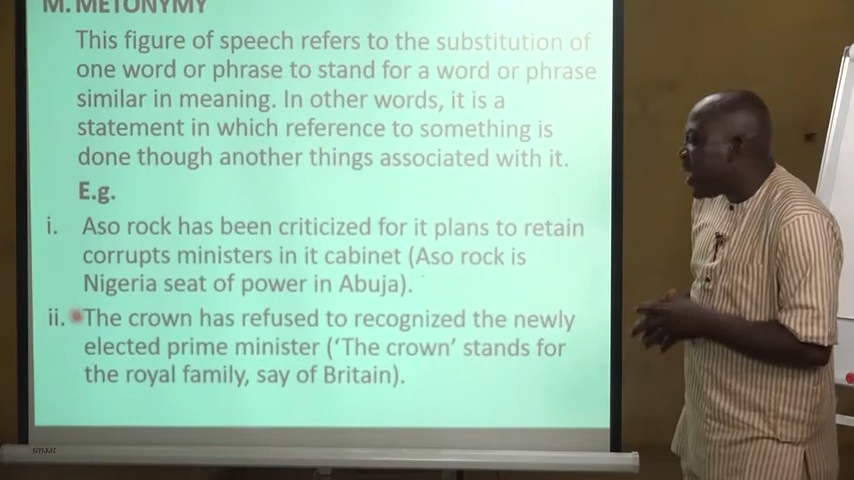 M. METONYMY
This figure of speech refers to the substitution of
one word or phrase to stand for a word or phrase
similar in meaning. In other words, it is a
statement in which reference to something is
done though another things associated with it.
E.g.
i. Aso rock has been criticized for it plans to retain
corrupts ministers in it cabinet (Aso rock is
Nigeria seat of power in Abuja).
ii. The crown has refused to recognized the newly
elected prime minister ('The crown' stands for
the royal family, say of Britain).
smaat